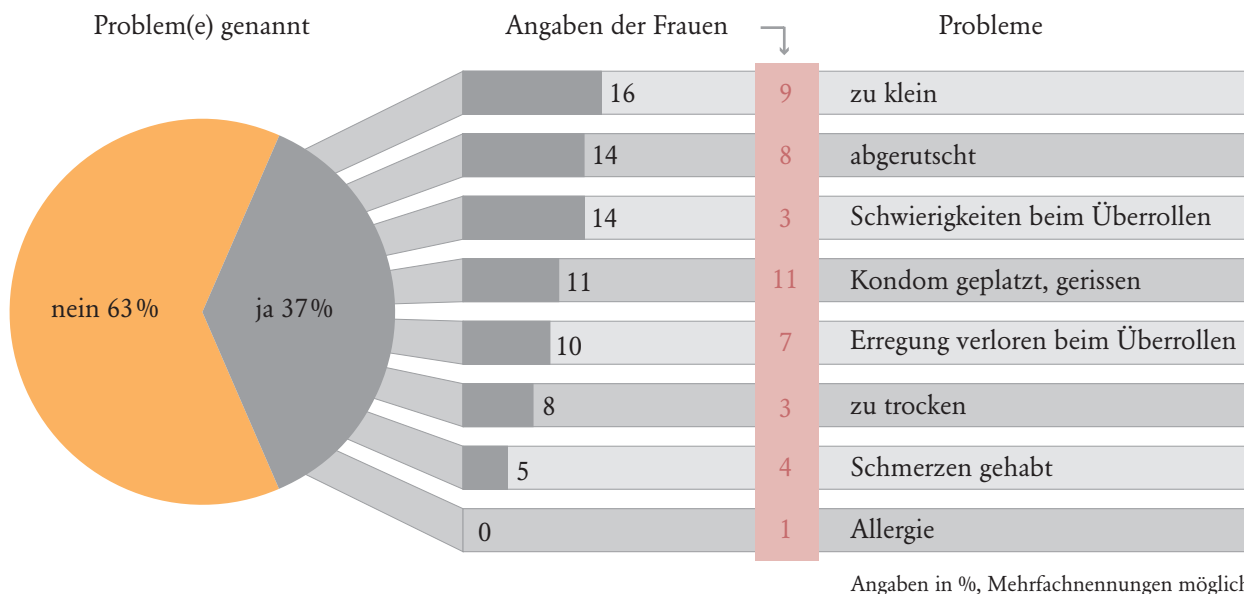 Problem(e) genannt Angaben der Frauen Probleme
16 9 zu klein
14 8 abgerutscht
14 3 Schwierigkeiten beim Überrollen
11 11 Kondom geplatzt, gerissen
nein 63 % ja 37 %
10 7 Erregung verloren beim Überrollen
8 3 zu trocken
5 4 Schmerzen gehabt
0 1 Allergie
Angaben in %, Mehrfachnennungen möglich